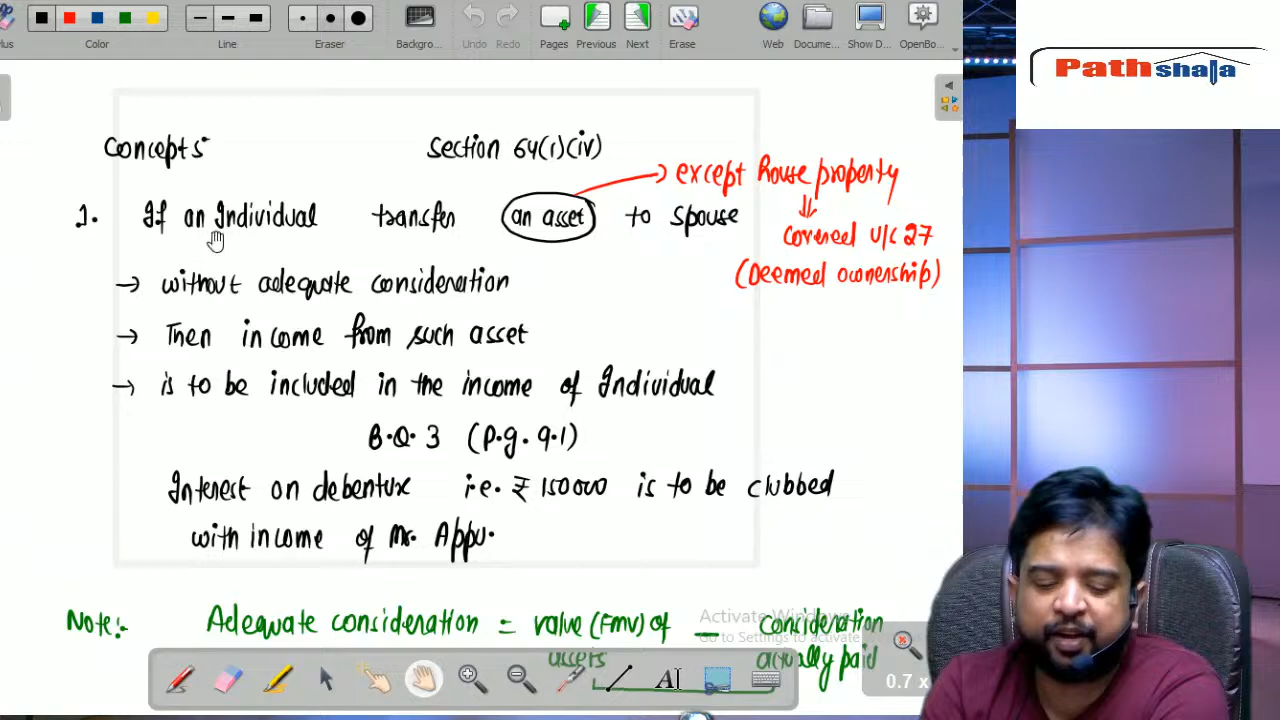 Color
Line
Eraser
Backgro...
Undo
Redo
Pages
Previous
Next
Erase
Web
Docume...
Show D...
OpenBo...
Pathshala
Concepts:
Section 64(1)(iv)
except House property
1. If an Individual transfer an asset to spouse
covered u/s 27
(Deemed ownership)
→ without adequate consideration
→ Then income from such asset
→ is to be included in the income of Individual
B.Q. 3 (P.g. 9.1)
Interest on debenture i.e. ₹ 150000 is to be clubbed
with income of Mr. Appu.
Note:- Adequate consideration = value (FMV) of assets — consideration actually paid
Activate Windows
Go to Settings to activate
0.7 x